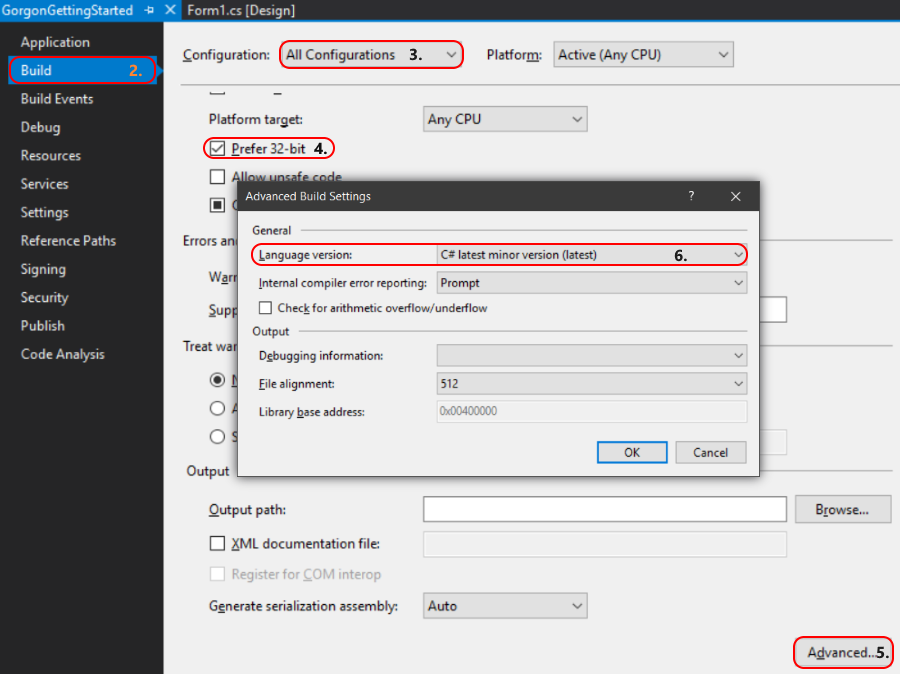 GorgonGettingStarted
Form1.cs [Design]
Application
Build 2.
Build Events
Debug
Resources
Services
Settings
Reference Paths
Signing
Security
Publish
Code Analysis
Configuration: All Configurations 3. Platform: Active (Any CPU)
Platform target: Any CPU
Prefer 32-bit 4.
Allow unsafe code
Errors an
Warn
Supp
Treat war
Advanced Build Settings ?
General
Language version: C# latest minor version (latest) 6.
Internal compiler error reporting: Prompt
Check for arithmetic overflow/underflow
Output
Debugging information:
File alignment: 512
Library base address: 0x00400000
OK Cancel
Output
Output path: Browse...
XML documentation file:
Register for COM interop
Generate serialization assembly: Auto
Advanced... 5.